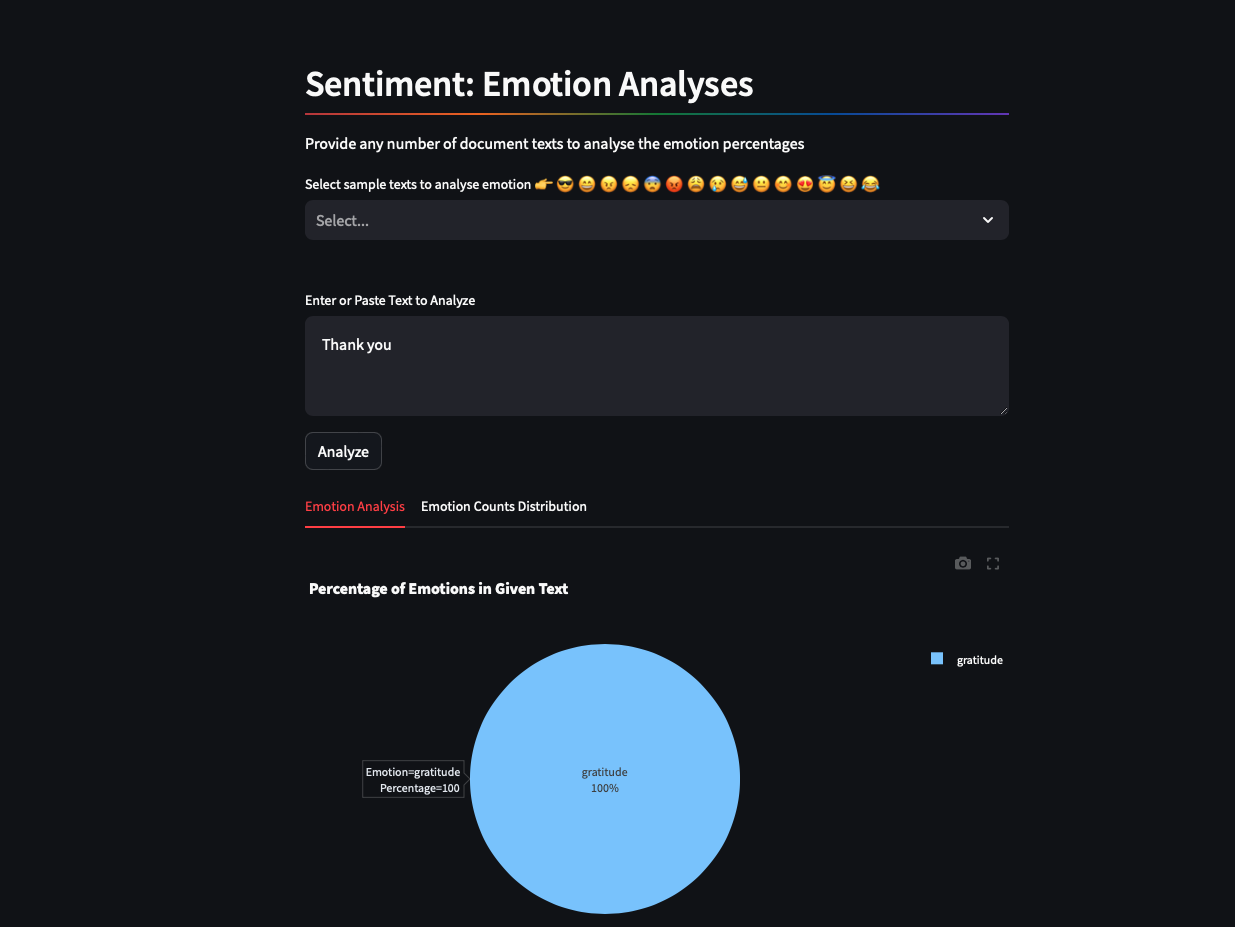 Sentiment: Emotion Analyses
Provide any number of document texts to analyse the emotion percentages
Select sample texts to analyse emotion 👉 😎 😄 😠 😞 😨 😡 😩 😢 😅 😐 😊 😍 😇 😆 😂
Select...
Enter or Paste Text to Analyze
Thank you
Analyze
Emotion Analysis Emotion Counts Distribution
Percentage of Emotions in Given Text
gratitude
Emotion=gratitude
Percentage=100
gratitude
100%